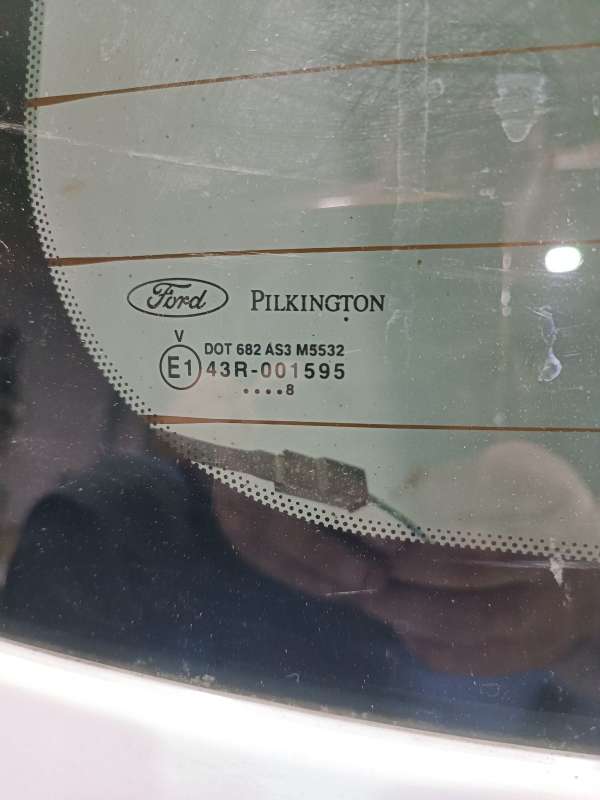 Ford PILKINGTON
V
DOT 682 AS3 M5532
E1 43R-001595
....8